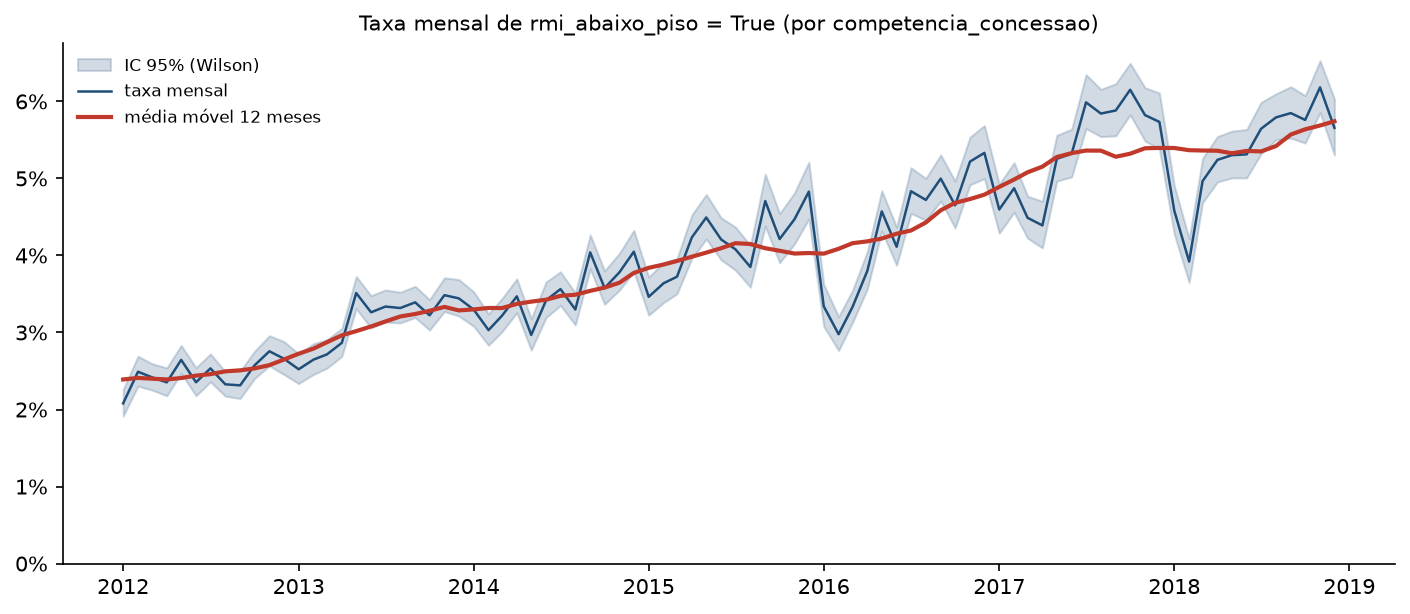 Taxa mensal de rmi_abaixo_piso = True (por competencia_concessao)
IC 95% (Wilson)
taxa mensal
média móvel 12 meses
6%
5%
4%
3%
2%
1%
0%
2012 2013 2014 2015 2016 2017 2018 2019